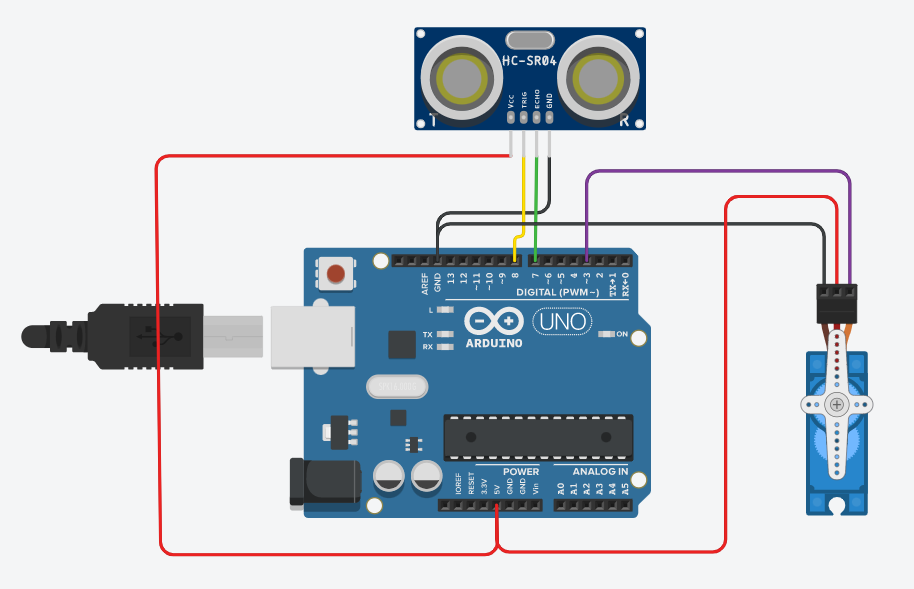 HC-SR04
VCC
TRIG
ECHO
GND
T
R
AREF
GND
13
12
~11
~10
~9
8
7
~6
~5
4
~3
2
TX→1
RX←0
DIGITAL (PWM~)
L
TX
RX
UNO
ARDUINO
ON
POWER
ANALOG IN
IOREF
RESET
3.3V
5V
GND
GND
Vin
A0
A1
A2
A3
A4
A5